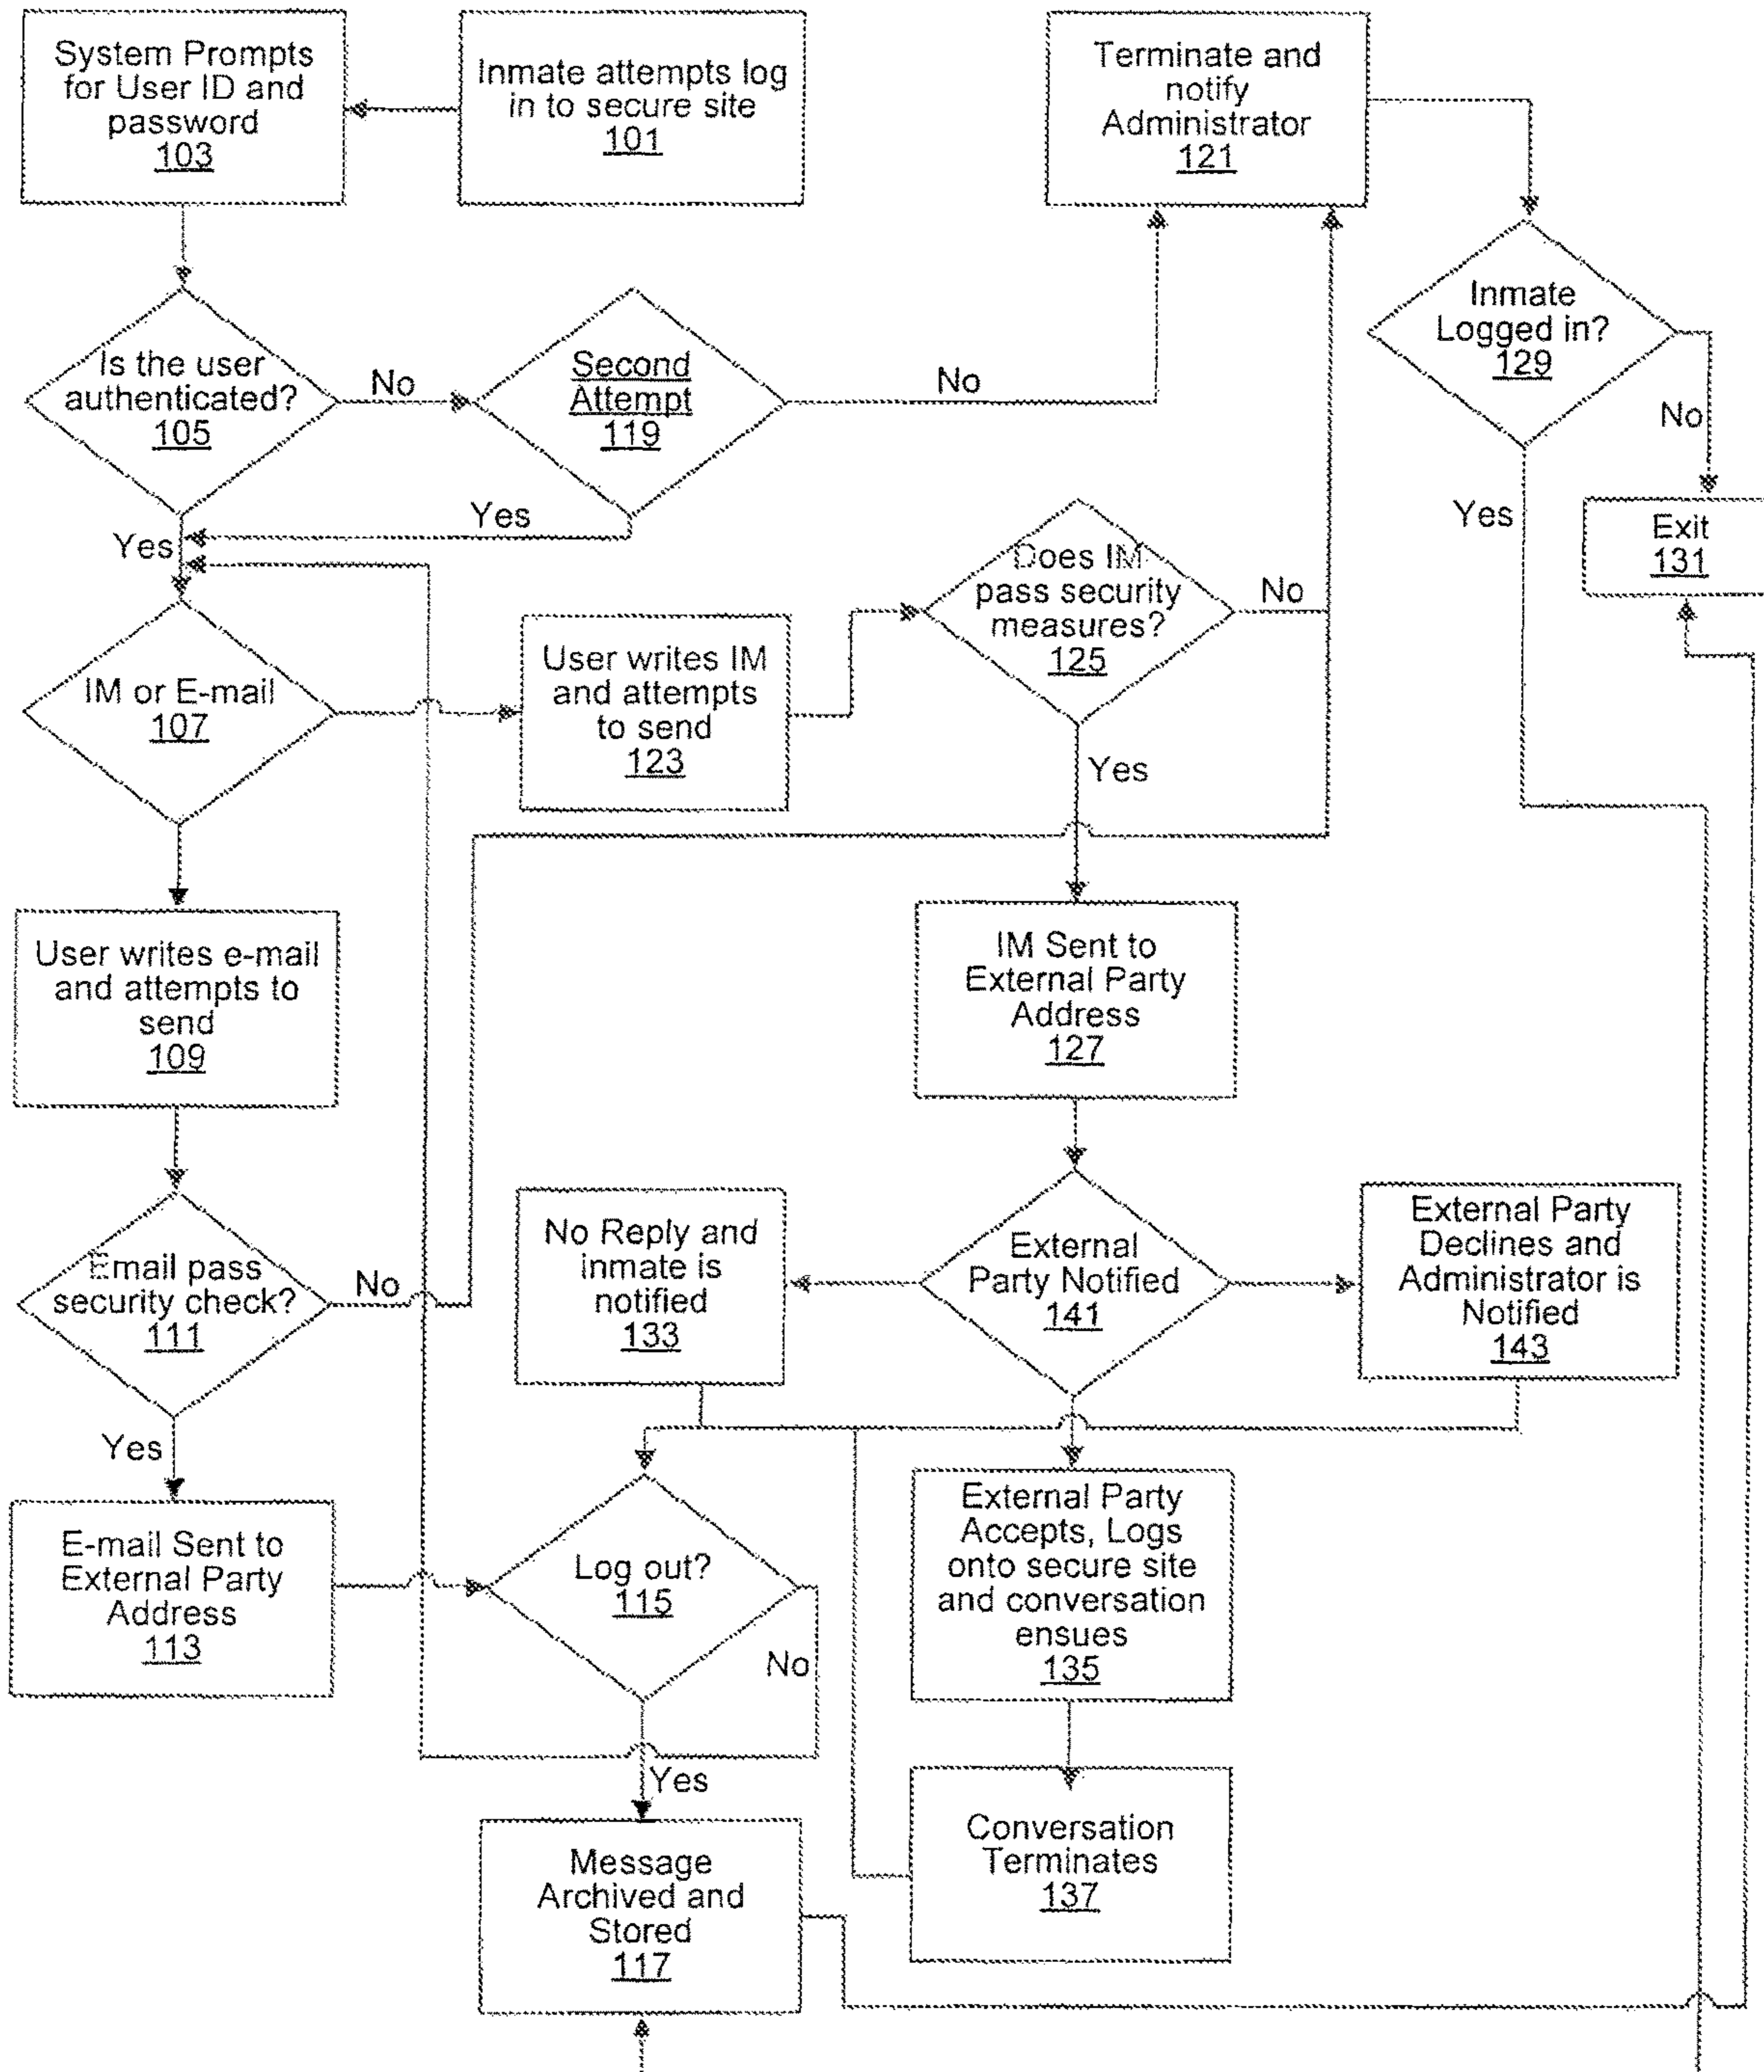 System Prompts
for User ID and
password
103
Inmate attempts log
in to secure site
101
Terminate and
notify
Administrator
121
Inmate
Logged in?
129
Is the user
authenticated?
105
No
Second
Attempt
119
No
No
Yes
Yes
Yes
Exit
131
Does IM
pass security
measures?
125
No
IM or E-mail
107
User writes IM
and attempts
to send
123
Yes
User writes e-mail
and attempts to
send
109
IM Sent to
External Party
Address
127
Email pass
security check?
111
No
No Reply and
inmate is
notified
133
External
Party Notified
141
External Party
Declines and
Administrator is
Notified
143
Yes
E-mail Sent to
External Party
Address
113
Log out?
115
No
External Party
Accepts, Logs
onto secure site
and conversation
ensues
135
Yes
Message
Archived and
Stored
117
Conversation
Terminates
137